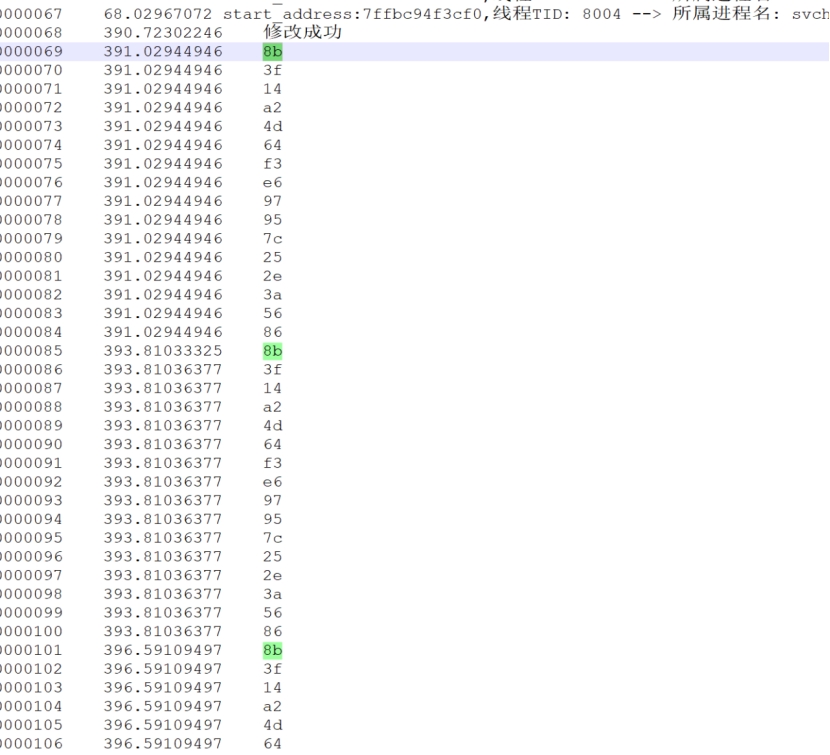 0000067 68.02967072 start_address:7ffbc94f3cf0,线程TID: 8004 --> 所属进程名: svch
0000068 390.72302246 修改成功
0000069 391.02944946 8b
0000070 391.02944946 3f
0000071 391.02944946 14
0000072 391.02944946 a2
0000073 391.02944946 4d
0000074 391.02944946 64
0000075 391.02944946 f3
0000076 391.02944946 e6
0000077 391.02944946 97
0000078 391.02944946 95
0000079 391.02944946 7c
0000080 391.02944946 25
0000081 391.02944946 2e
0000082 391.02944946 3a
0000083 391.02944946 56
0000084 391.02944946 86
0000085 393.81033325 8b
0000086 393.81036377 3f
0000087 393.81036377 14
0000088 393.81036377 a2
0000089 393.81036377 4d
0000090 393.81036377 64
0000091 393.81036377 f3
0000092 393.81036377 e6
0000093 393.81036377 97
0000094 393.81036377 95
0000095 393.81036377 7c
0000096 393.81036377 25
0000097 393.81036377 2e
0000098 393.81036377 3a
0000099 393.81036377 56
0000100 393.81036377 86
0000101 396.59109497 8b
0000102 396.59109497 3f
0000103 396.59109497 14
0000104 396.59109497 a2
0000105 396.59109497 4d
0000106 396.59109497 64